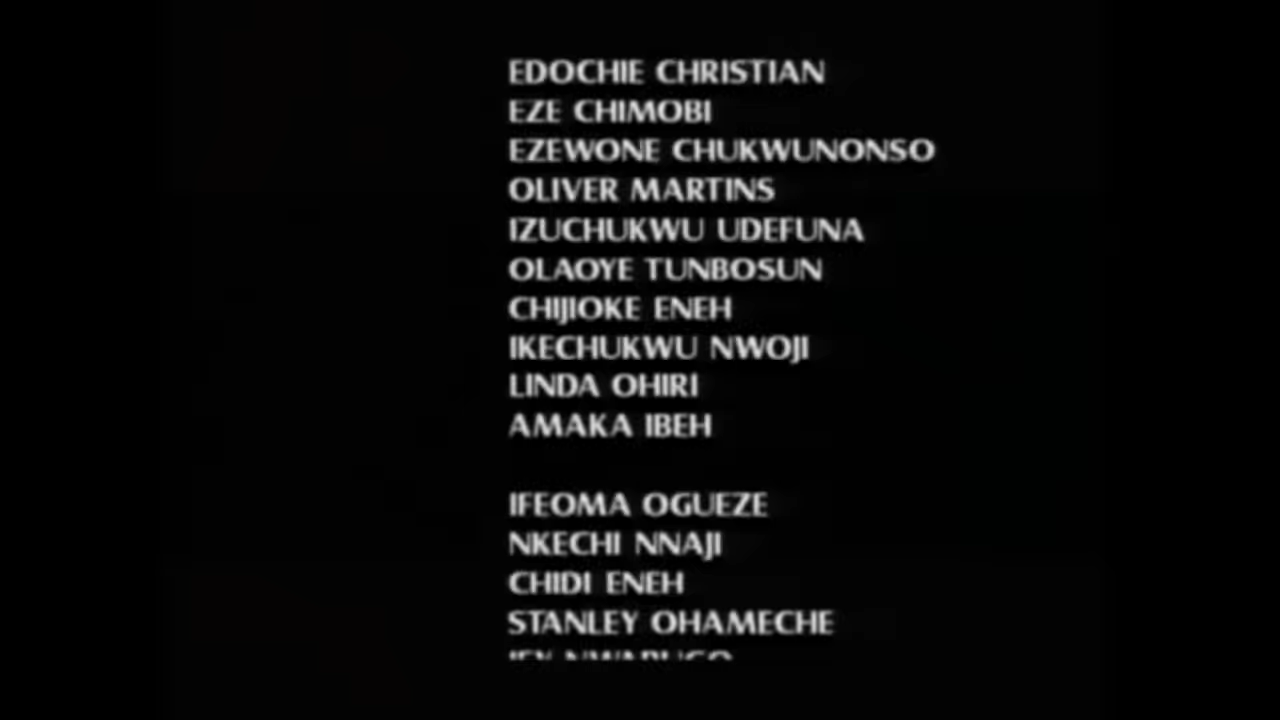 EDOCHIE CHRISTIAN
EZE CHIMOBI
EZEWONE CHUKWUNONSO
OLIVER MARTINS
IZUCHUKWU UDEFUNA
OLAOYE TUNBOSUN
CHIJIOKE ENEH
IKECHUKWU NWOJI
LINDA OHIRI
AMAKA IBEH
IFEOMA OGUEZE
NKECHI NNAJI
CHIDI ENEH
STANLEY OHAMECHE